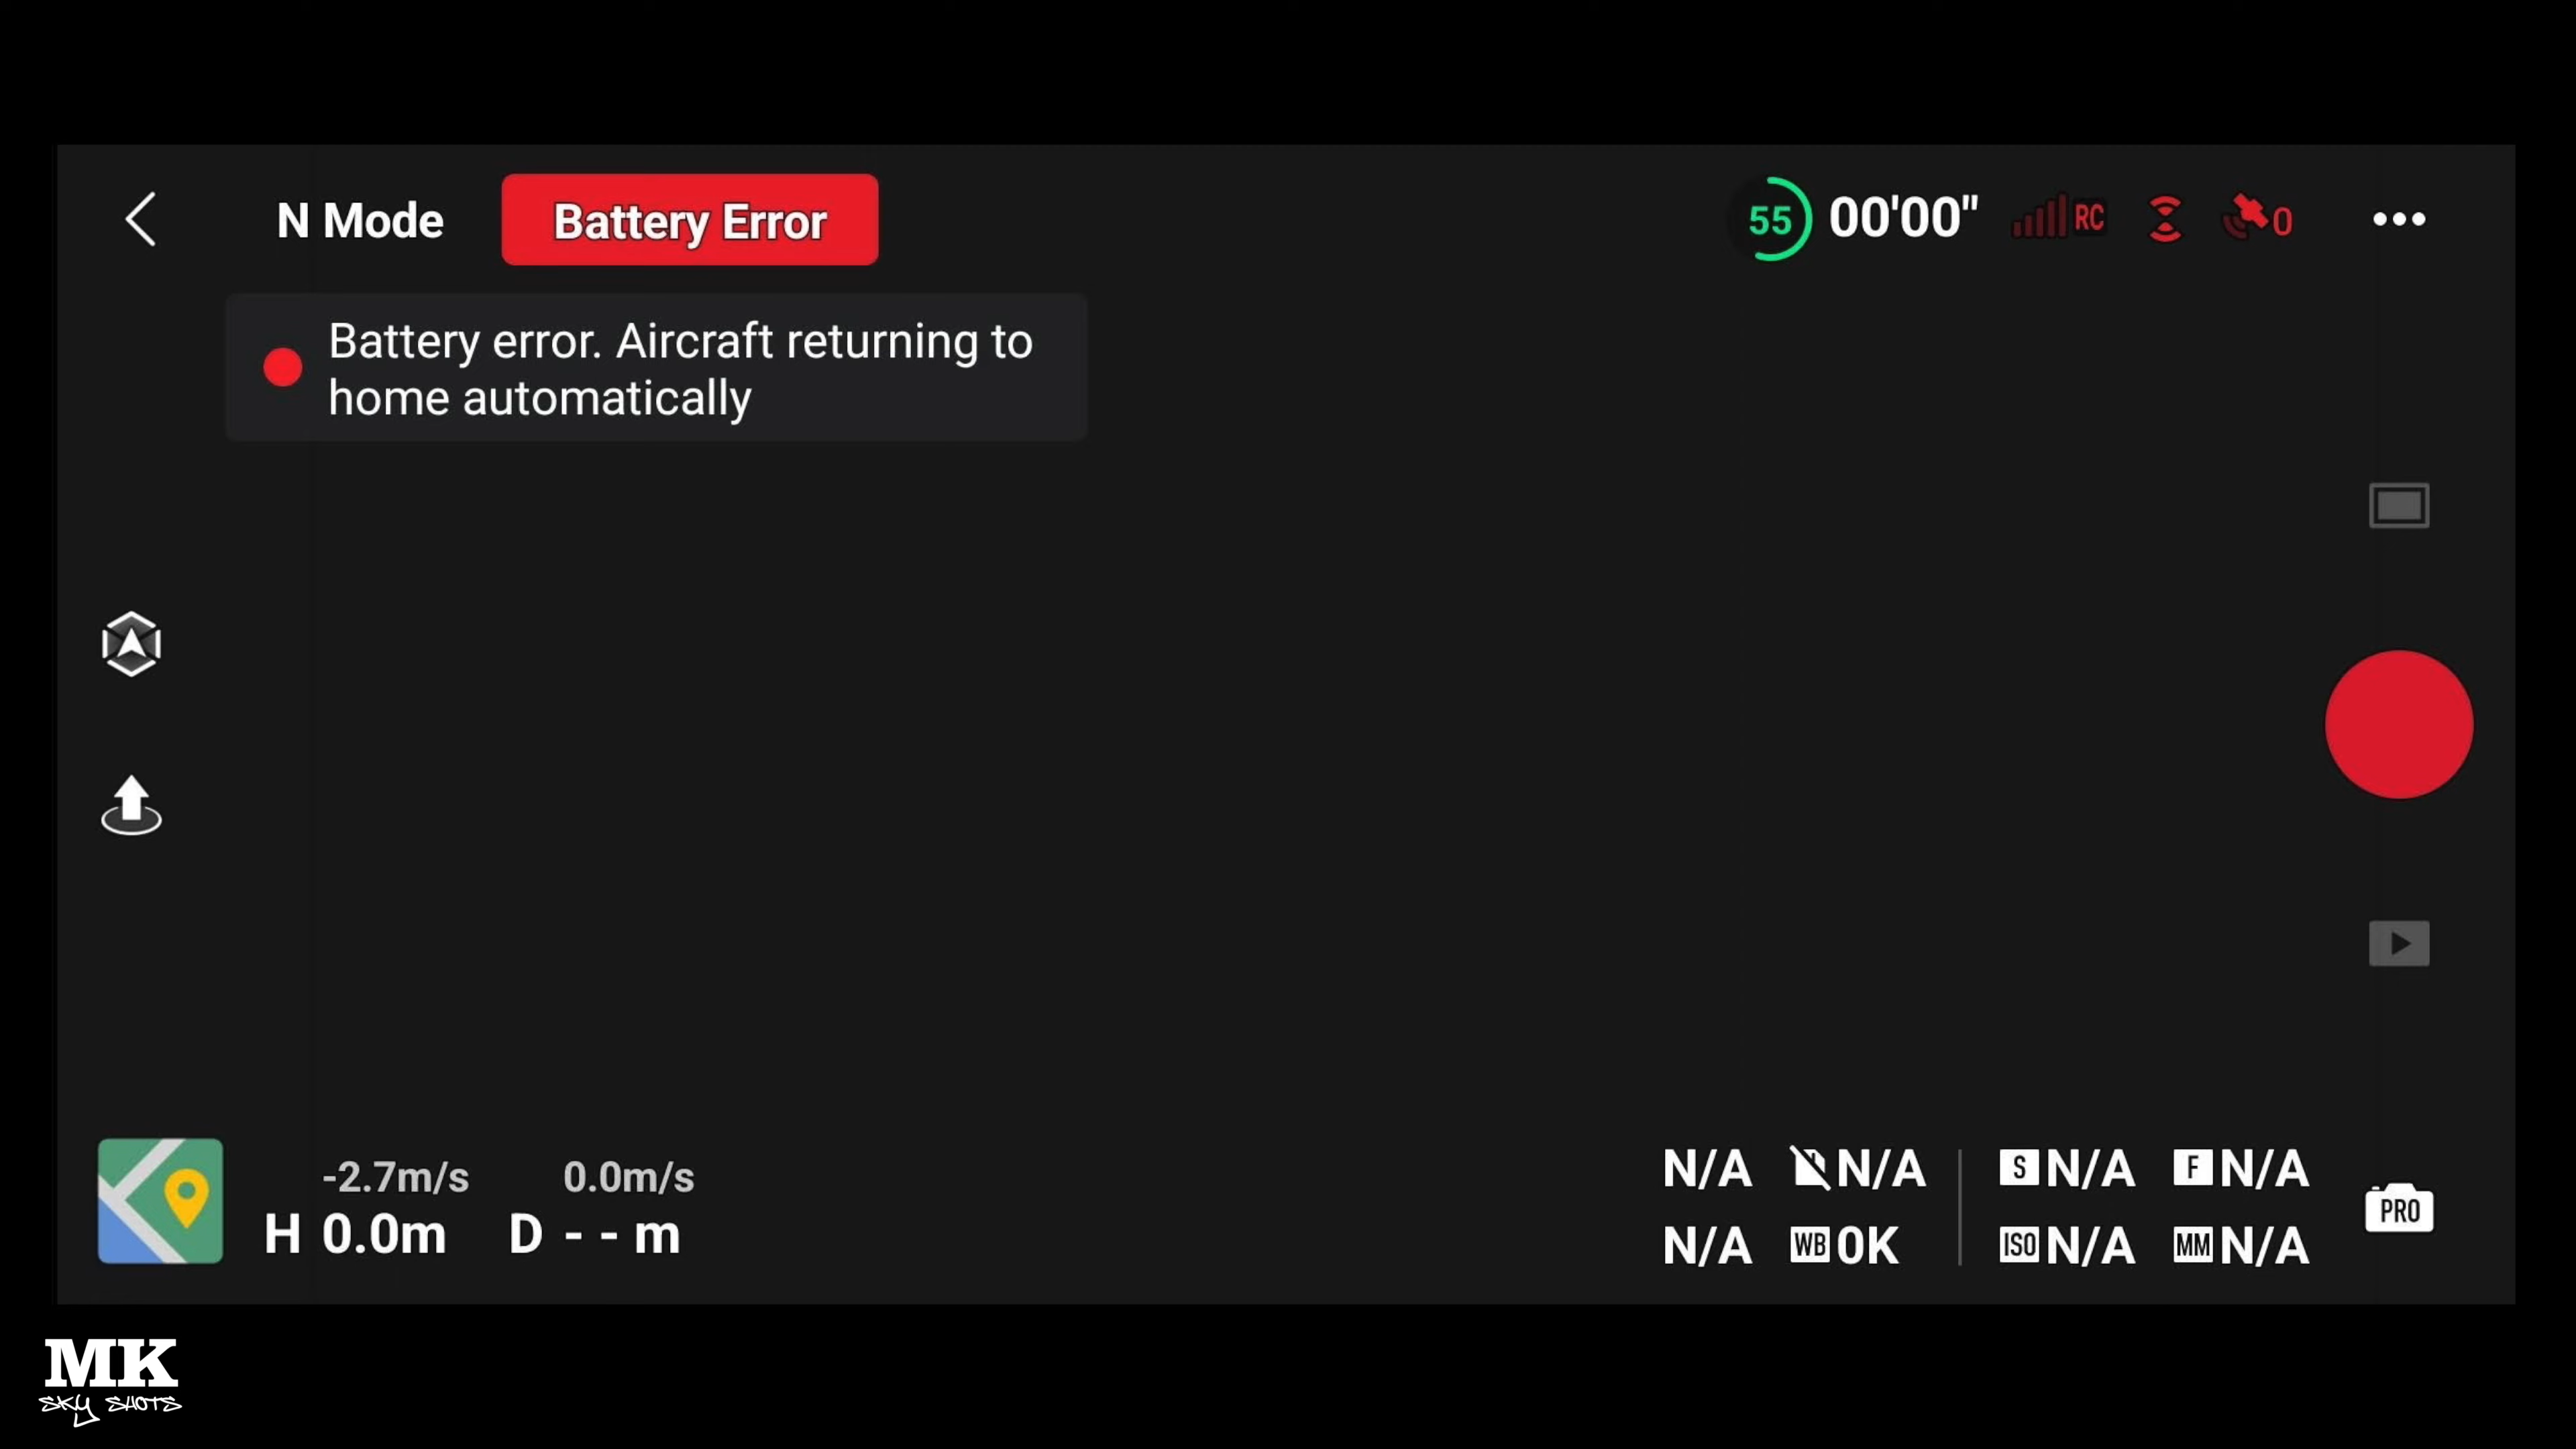 N Mode
Battery Error
55
00'00"
RC
0
Battery error. Aircraft returning to
home automatically
-2.7m/s
0.0m/s
H 0.0m
D - - m
N/A
N/A
S N/A
F N/A
N/A
WB 0K
ISO N/A
MM N/A
PRO
MK
SKY SHOTS